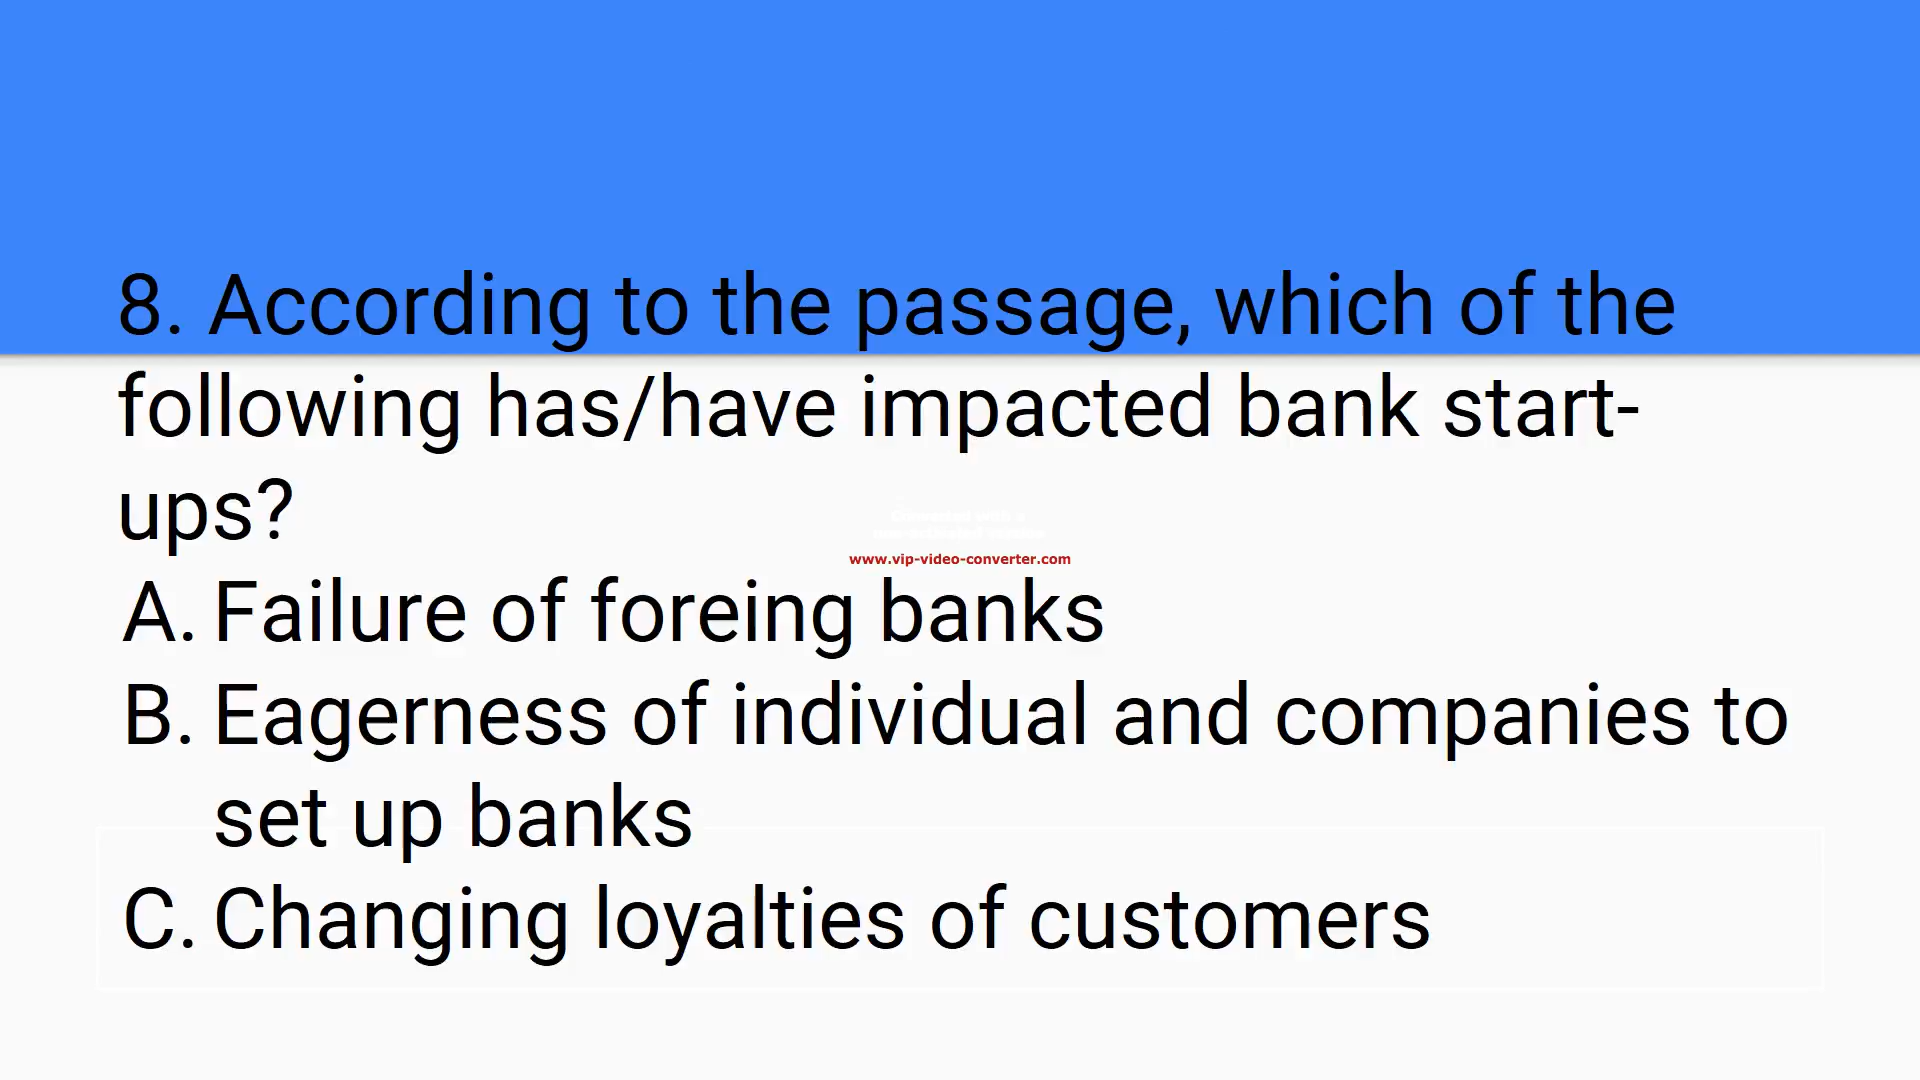 8. According to the passage, which of the
following has/have impacted bank start-
ups?
www.vip-video-converter.com
A. Failure of foreing banks
B. Eagerness of individual and companies to
set up banks
C. Changing loyalties of customers